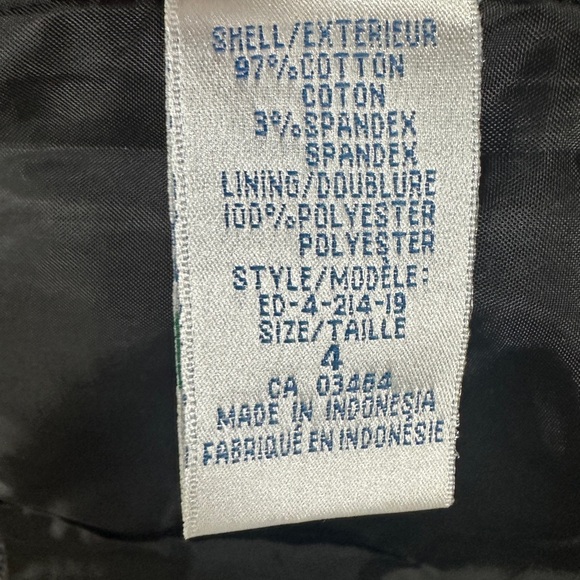 SHELL/EXTERIEUR
97%COTTON
COTON
3%SPANDEX
SPANDEX
LINING/DOUBLURE
100%POLYESTER
POLYESTER
STYLE/MODÈLE:
ED-4-214-19
SIZE/TAILLE
4
CA 03484
MADE IN INDONESIA
FABRIQUÉ EN INDONÉSIE